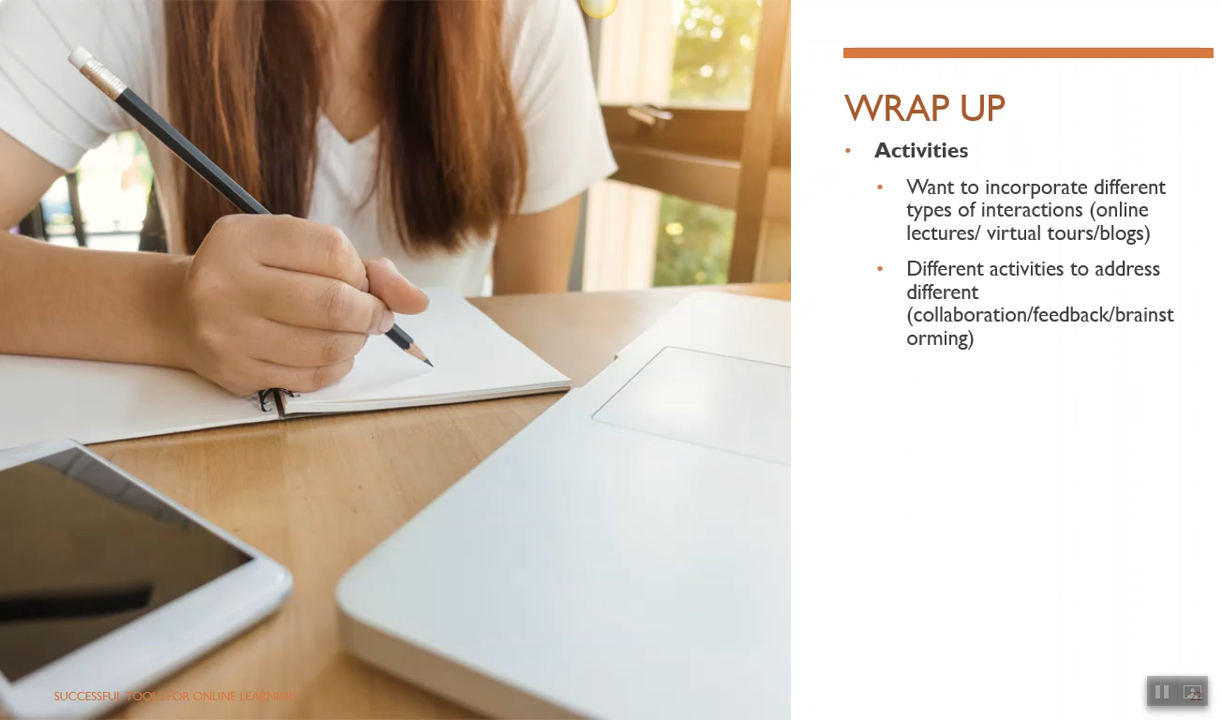 WRAP UP
Activities
Want to incorporate different
types of interactions (online
lectures/ virtual tours/blogs)
Different activities to address
different
(collaboration/feedback/brainst
orming)
SUCCESSFUL TOOLS FOR ONLINE LEARNING